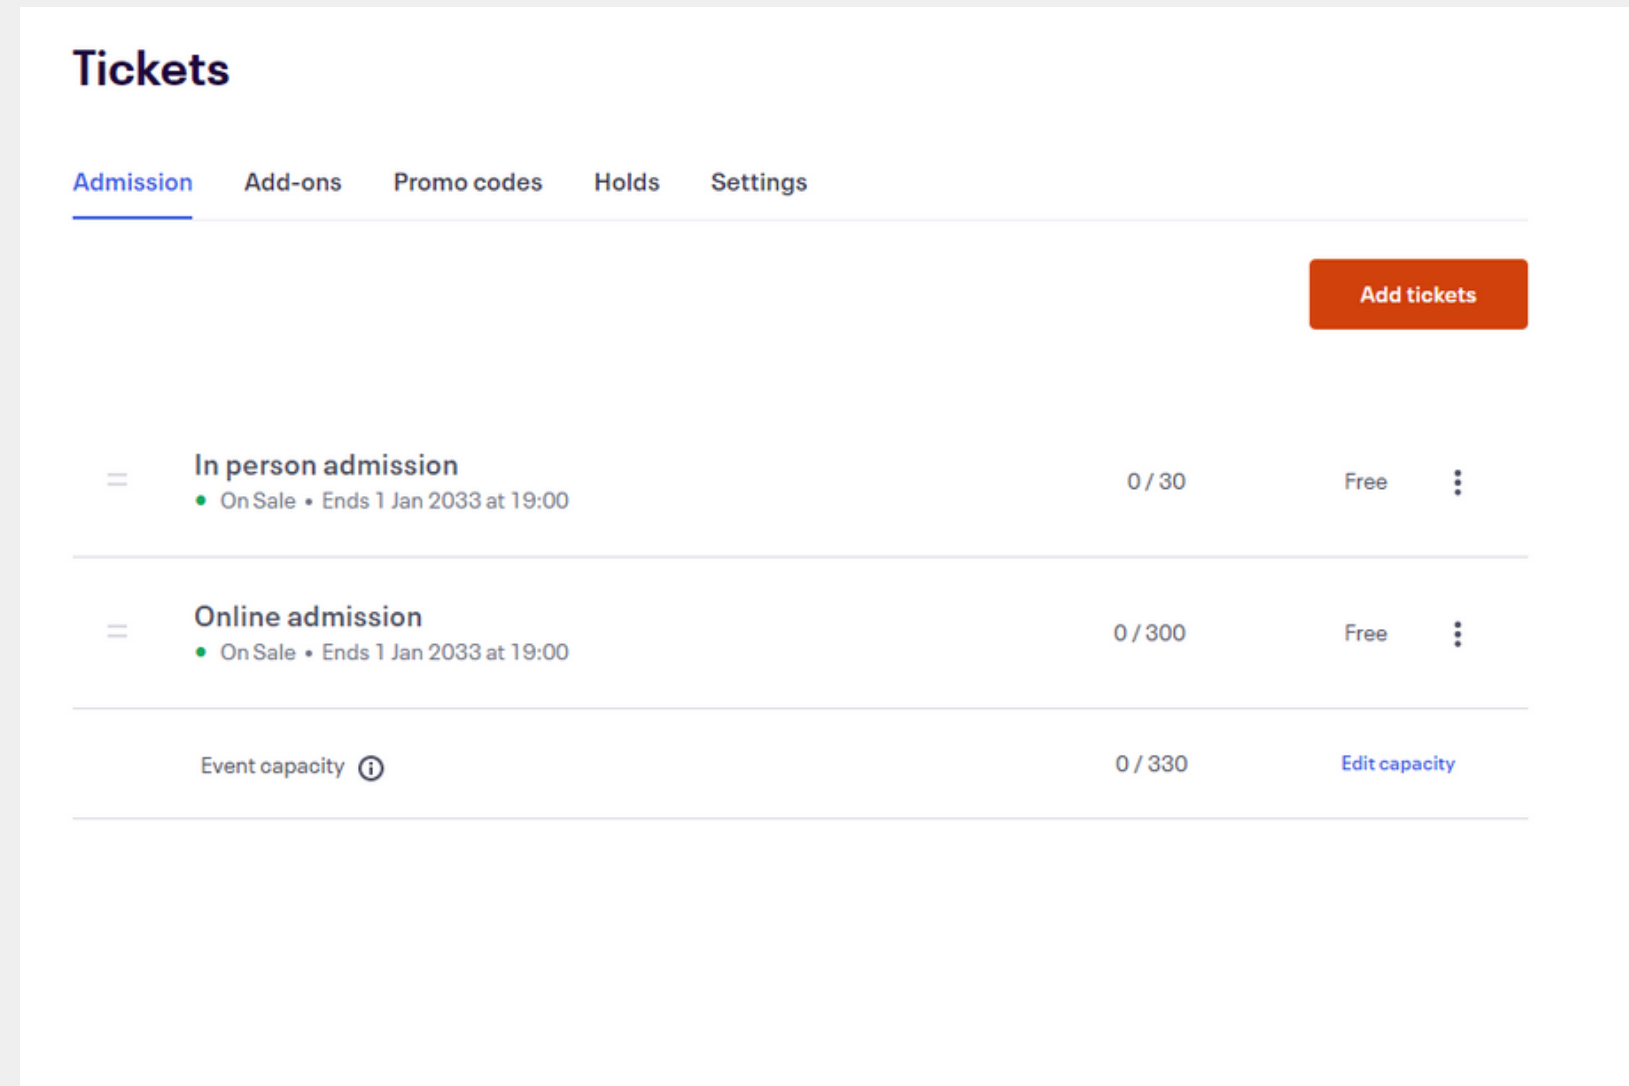 Tickets
Admission Add-ons Promo codes Holds Settings
Add tickets
In person admission
On Sale • Ends 1 Jan 2033 at 19:00
0 / 30 Free
Online admission
On Sale • Ends 1 Jan 2033 at 19:00
0 / 300 Free
Event capacity 0 / 330 Edit capacity